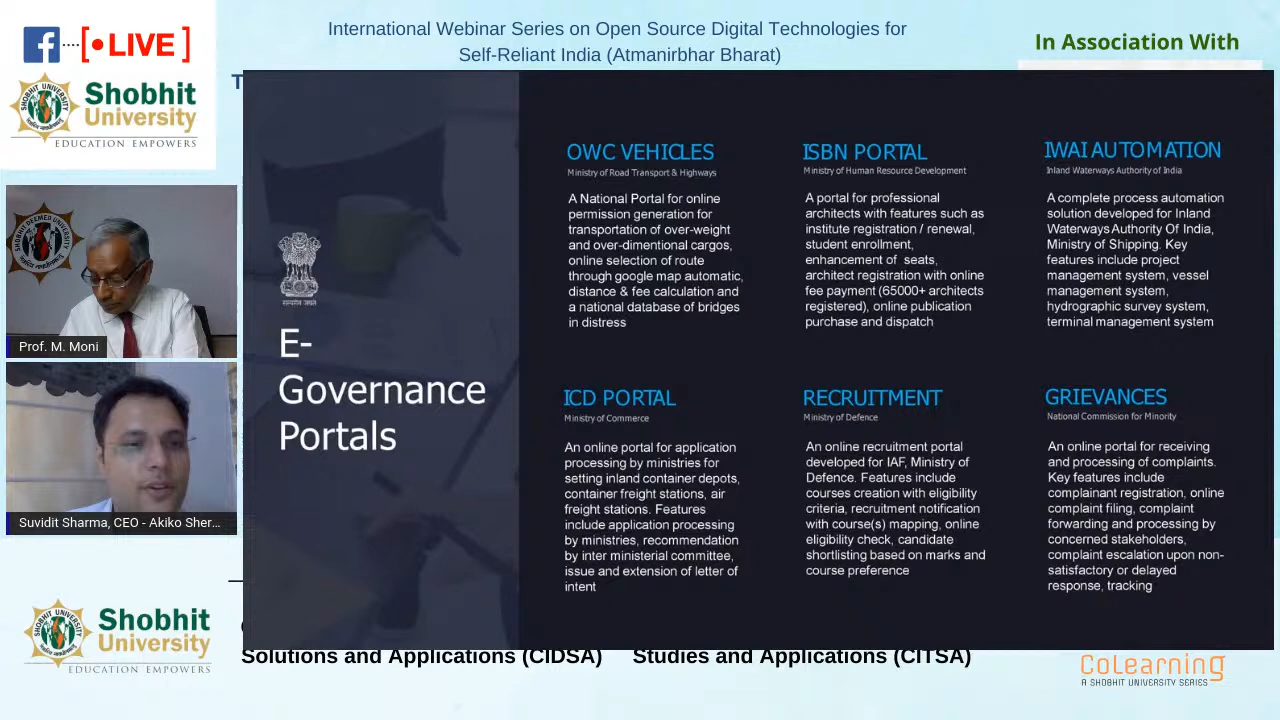 International Webinar Series on Open Source Digital Technologies for
Self-Reliant India (Atmanirbhar Bharat)
In Association With
LIVE
SHOBHIT UNIVERSITY
Shobhit
University
EDUCATION EMPOWERS
T
E-
Governance
Portals
OWC VEHICLES
Ministry of Road Transport & Highways
A National Portal for online
permission generation for
transportation of over-weight
and over-dimentional cargos,
online selection of route
through google map automatic,
distance & fee calculation and
a national database of bridges
in distress
ISBN PORTAL
Ministry of Human Resource Development
A portal for professional
architects with features such as
institute registration / renewal,
student enrollment,
enhancement of seats,
architect registration with online
fee payment (65000+ architects
registered), online publication
purchase and dispatch
IWAI AUTOMATION
Inland Waterways Authority of India
A complete process automation
solution developed for Inland
Waterways Authority Of India,
Ministry of Shipping. Key
features include project
management system, vessel
management system,
hydrographic survey system,
terminal management system
ICD PORTAL
Ministry of Commerce
An online portal for application
processing by ministries for
setting inland container depots,
container freight stations, air
freight stations. Features
include application processing
by ministries, recommendation
by inter ministerial committee,
issue and extension of letter of
intent
RECRUITMENT
Ministry of Defence
An online recruitment portal
developed for IAF, Ministry of
Defence. Features include
courses creation with eligibility
criteria, recruitment notification
with course(s) mapping, online
eligibility check, candidate
shortlisting based on marks and
course preference
GRIEVANCES
National Commission for Minority
An online portal for receiving
and processing of complaints.
Key features include
complainant registration, online
complaint filing, complaint
forwarding and processing by
concerned stakeholders,
complaint escalation upon non-
satisfactory or delayed
response, tracking
Prof. M. Moni
Suvidit Sharma, CEO - Akiko Sher...
Shobhit
University
EDUCATION EMPOWERS
Solutions and Applications (CIDSA) Studies and Applications (CITSA)
CoLearning
A SHOBHIT UNIVERSITY SERIES